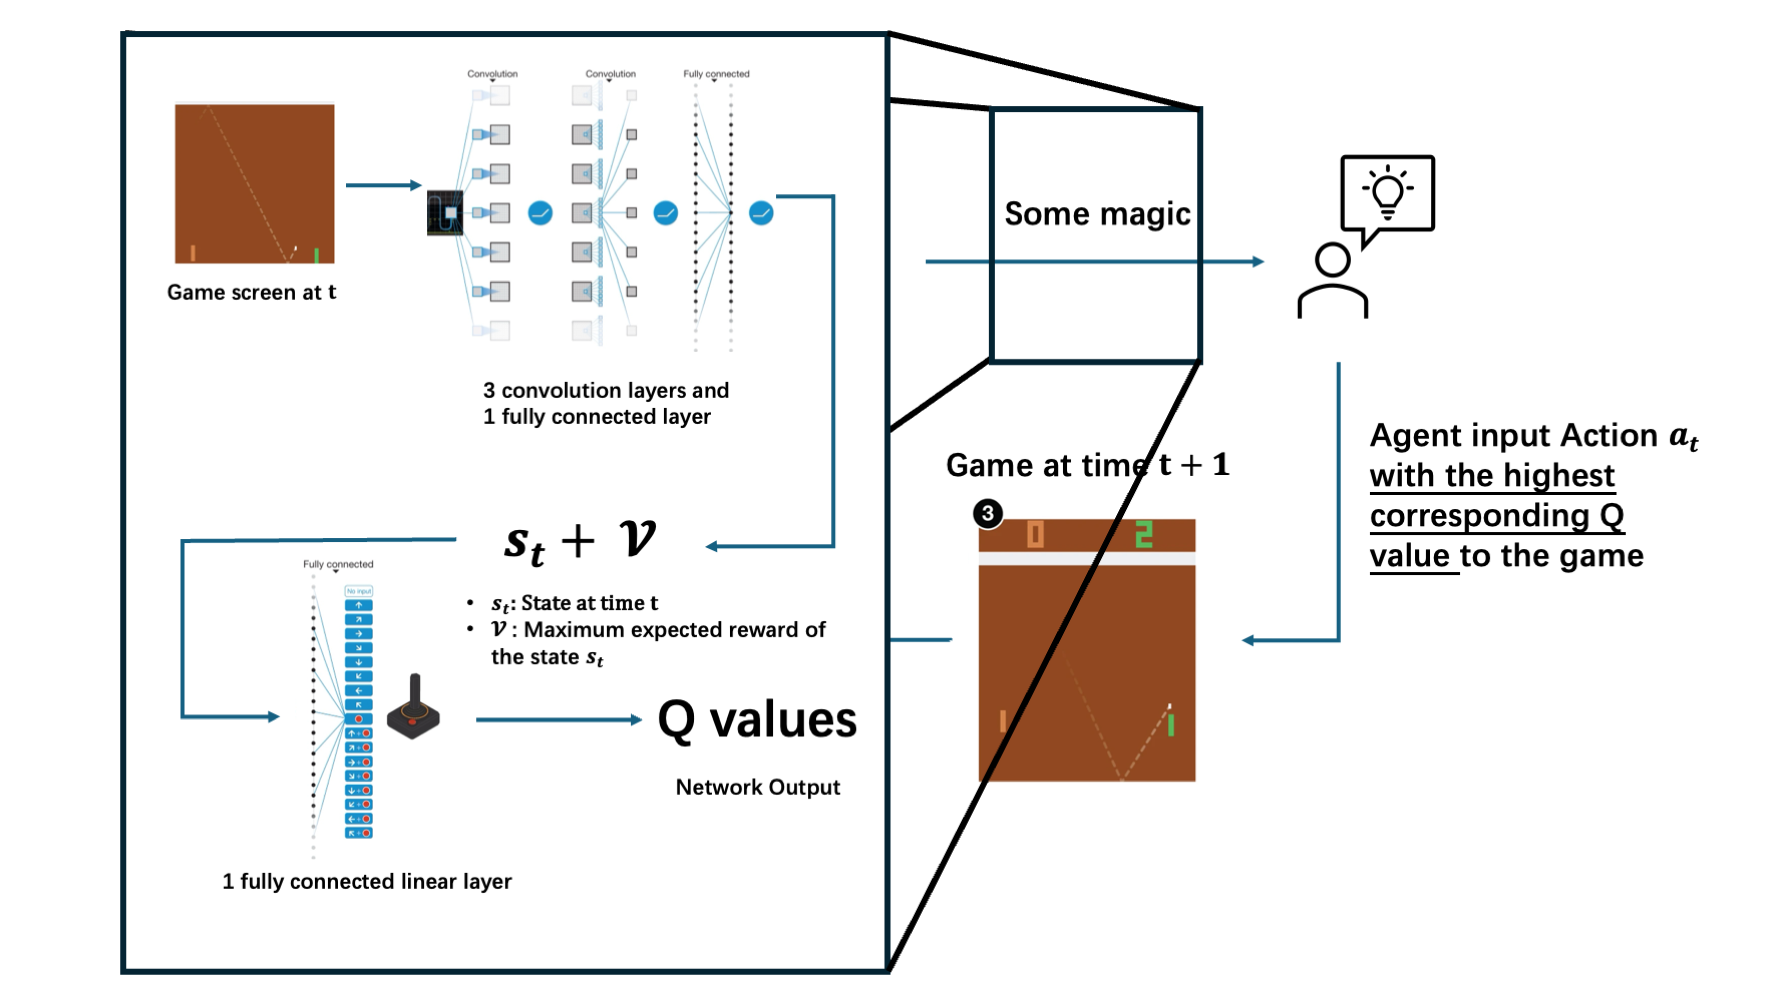 Convolution
Convolution
Fully connected
Game screen at t
3 convolution layers and
1 fully connected layer
s_t + 𝒱
• s_t: State at time t
• 𝒱 : Maximum expected reward of
the state s_t
Fully connected
No input
Q values
Network Output
1 fully connected linear layer
Some magic
Game at time t + 1
3
0
2
Agent input Action a_t
with the highest
corresponding Q
value to the game